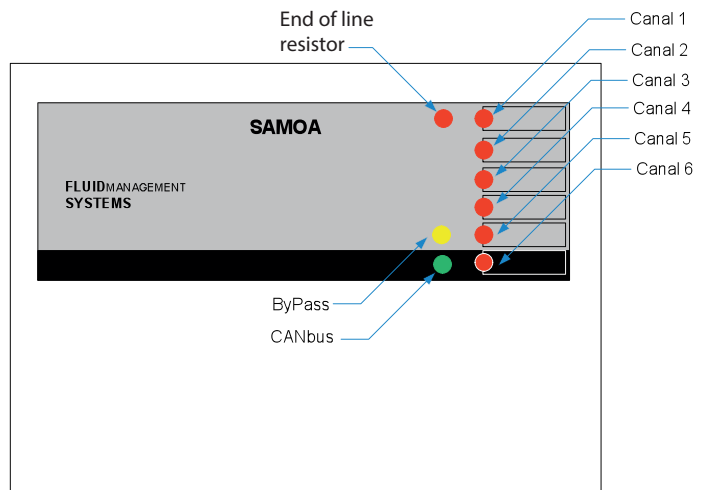 End of line
resistor
Canal 1
Canal 2
Canal 3
Canal 4
Canal 5
Canal 6
SAMOA
FLUIDMANAGEMENT
SYSTEMS
ByPass
CANbus